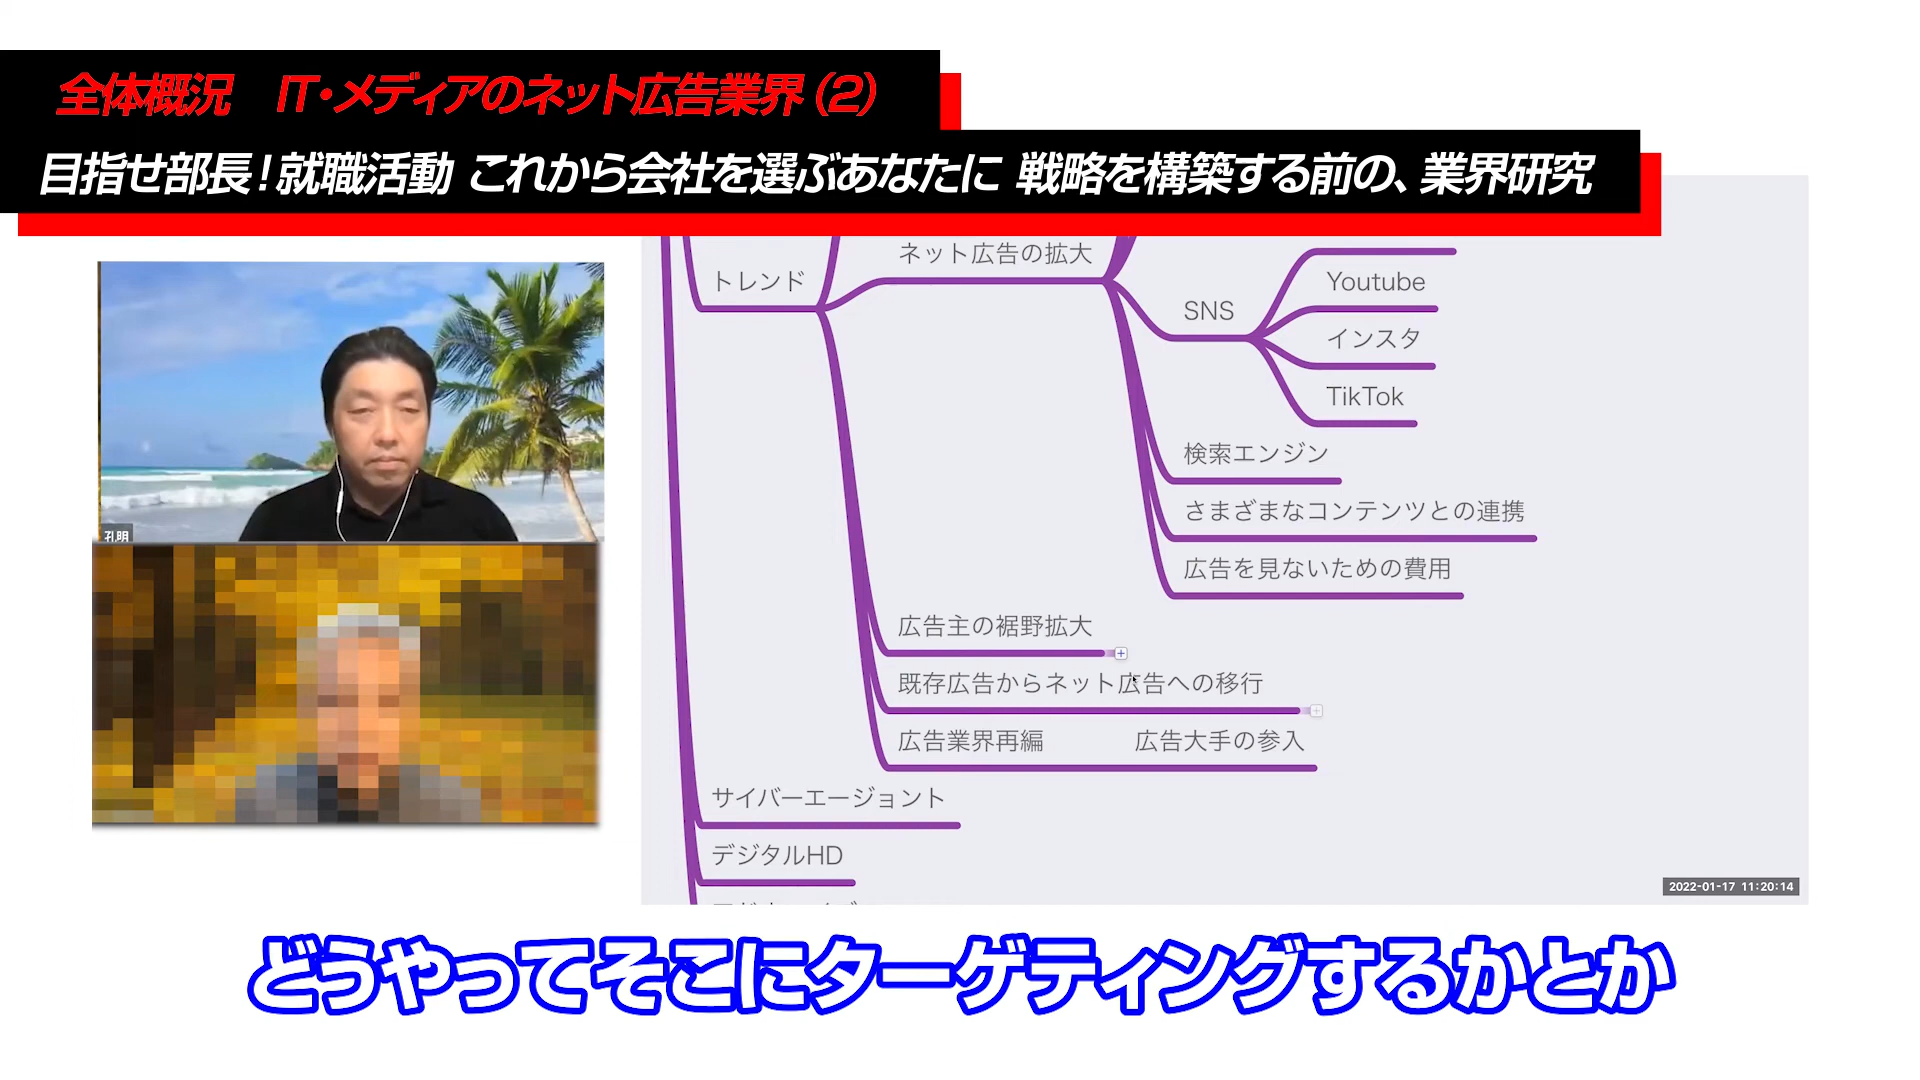 全体概況　IT・メディアのネット広告業界（2）
目指せ部長！就職活動 これから会社を選ぶあなたに 戦略を構築する前の、業界研究
ネット広告の拡大
トレンド
Youtube
SNS
インスタ
TikTok
検索エンジン
さまざまなコンテンツとの連携
広告を見ないための費用
広告主の裾野拡大
既存広告からネット広告への移行
広告業界再編 広告大手の参入
サイバーエージョント
デジタルHD
孔明
2022-01-17 11:20:14
どうやってそこにターゲティングするかとか